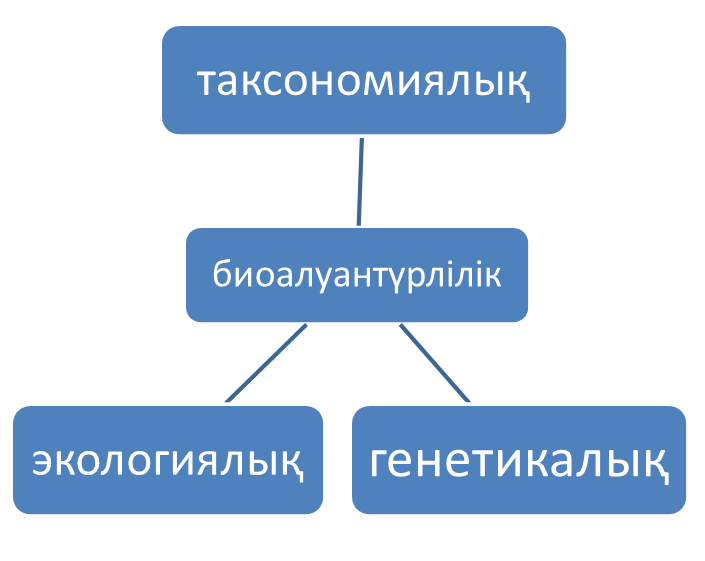 таксономиялық
биоалуантүрлілік
экологиялық
генетикалық